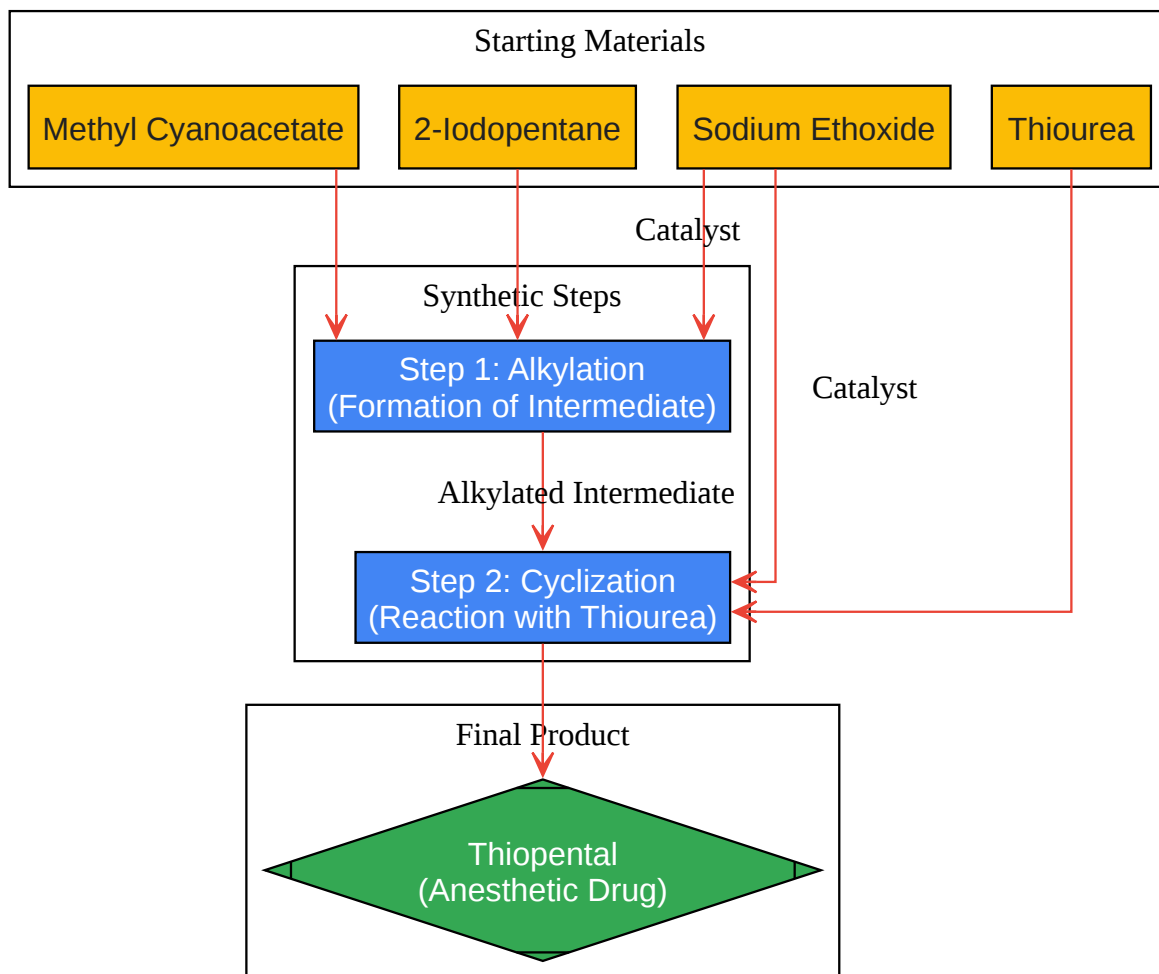 Starting Materials
Methyl Cyanoacetate
2-Iodopentane
Sodium Ethoxide
Thiourea
Catalyst
Synthetic Steps
Step 1: Alkylation
(Formation of Intermediate)
Catalyst
Alkylated Intermediate
Step 2: Cyclization
(Reaction with Thiourea)
Final Product
Thiopental
(Anesthetic Drug)